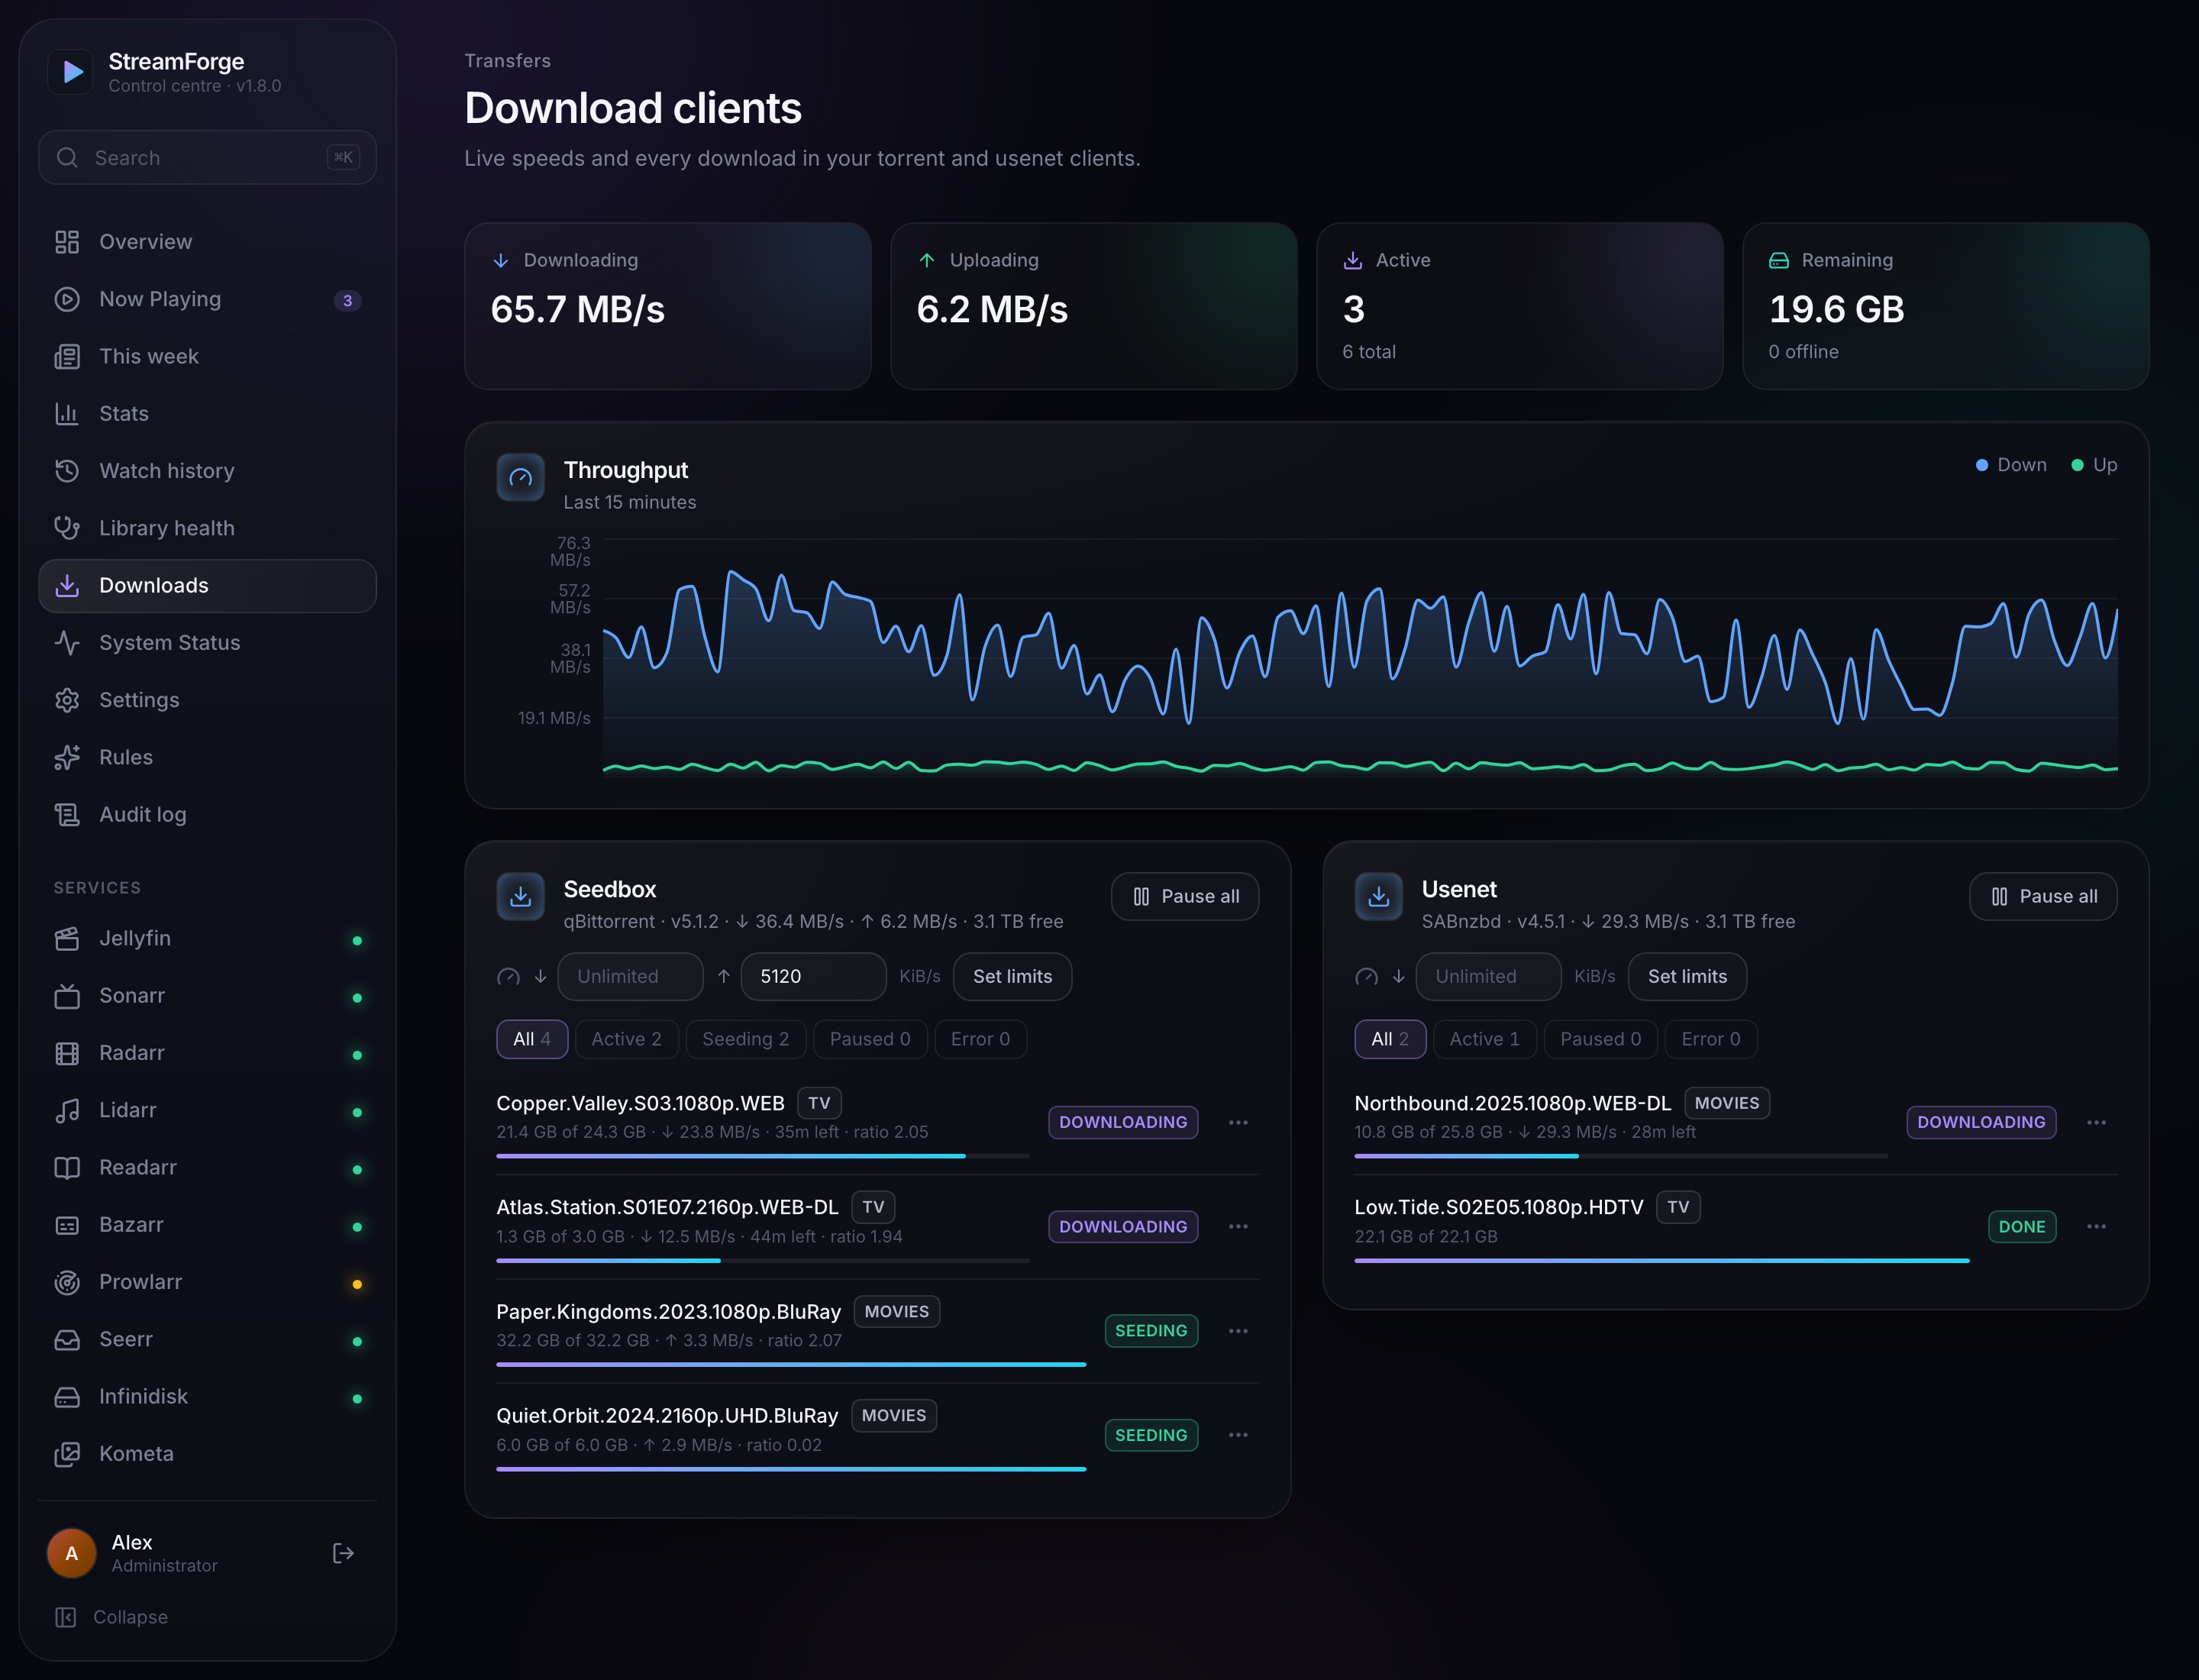 StreamForge
Control centre · v1.8.0
Search ⌘K
Overview
Now Playing 3
This week
Stats
Watch history
Library health
Downloads
System Status
Settings
Rules
Audit log
SERVICES
Jellyfin
Sonarr
Radarr
Lidarr
Readarr
Bazarr
Prowlarr
Seerr
Infinidisk
Kometa
A
Alex
Administrator
Collapse
Transfers
Download clients
Live speeds and every download in your torrent and usenet clients.
Downloading
65.7 MB/s
Uploading
6.2 MB/s
Active
3
6 total
Remaining
19.6 GB
0 offline
Throughput
Last 15 minutes
Down Up
76.3
MB/s
57.2
MB/s
38.1
MB/s
19.1 MB/s
Seedbox
qBittorrent · v5.1.2 · ↓ 36.4 MB/s · ↑ 6.2 MB/s · 3.1 TB free
Pause all
↓ Unlimited ↑ 5120 KiB/s Set limits
All 4 Active 2 Seeding 2 Paused 0 Error 0
Copper.Valley.S03.1080p.WEB TV
21.4 GB of 24.3 GB · ↓ 23.8 MB/s · 35m left · ratio 2.05
DOWNLOADING
Atlas.Station.S01E07.2160p.WEB-DL TV
1.3 GB of 3.0 GB · ↓ 12.5 MB/s · 44m left · ratio 1.94
DOWNLOADING
Paper.Kingdoms.2023.1080p.BluRay MOVIES
32.2 GB of 32.2 GB · ↑ 3.3 MB/s · ratio 2.07
SEEDING
Quiet.Orbit.2024.2160p.UHD.BluRay MOVIES
6.0 GB of 6.0 GB · ↑ 2.9 MB/s · ratio 0.02
SEEDING
Usenet
SABnzbd · v4.5.1 · ↓ 29.3 MB/s · 3.1 TB free
Pause all
↓ Unlimited KiB/s Set limits
All 2 Active 1 Paused 0 Error 0
Northbound.2025.1080p.WEB-DL MOVIES
10.8 GB of 25.8 GB · ↓ 29.3 MB/s · 28m left
DOWNLOADING
Low.Tide.S02E05.1080p.HDTV TV
22.1 GB of 22.1 GB
DONE